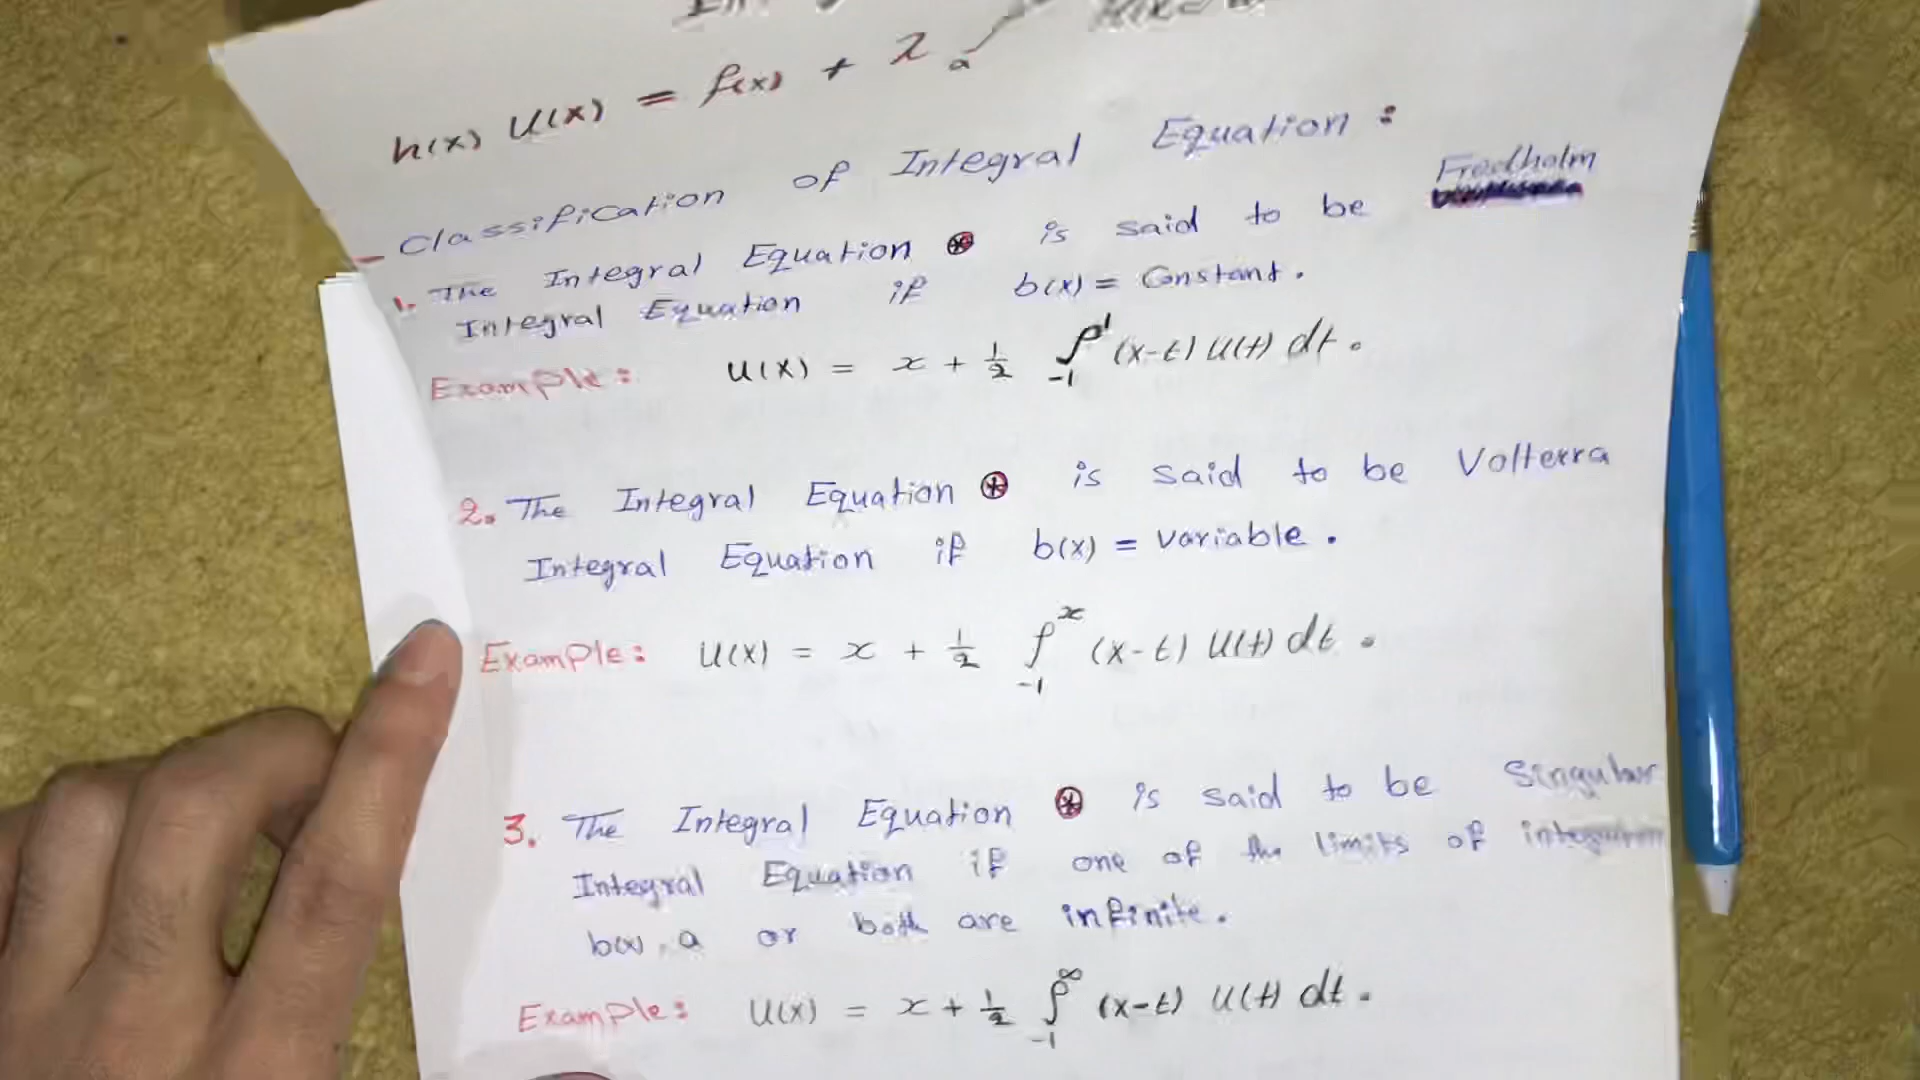 h(x) u(x) = f(x) + λ a∫
Classification of Integral Equation :
1. The Integral Equation ⊛ is said to be Fredholm
Integral Equation if b(x) = Constant.
Example: u(x) = x + 1/2 ∫_{-1}^{1} (x-t) u(t) dt.
2. The Integral Equation ⊛ is said to be Volterra
Integral Equation if b(x) = variable.
Example: u(x) = x + 1/2 ∫_{-1}^{x} (x-t) u(t) dt.
3. The Integral Equation ⊛ is said to be Singular
Integral Equation if one of the limits of
b(x), a or both are infinite.
Example: u(x) = x + 1/2 ∫_{-1}^{∞} (x-t) u(t) dt.